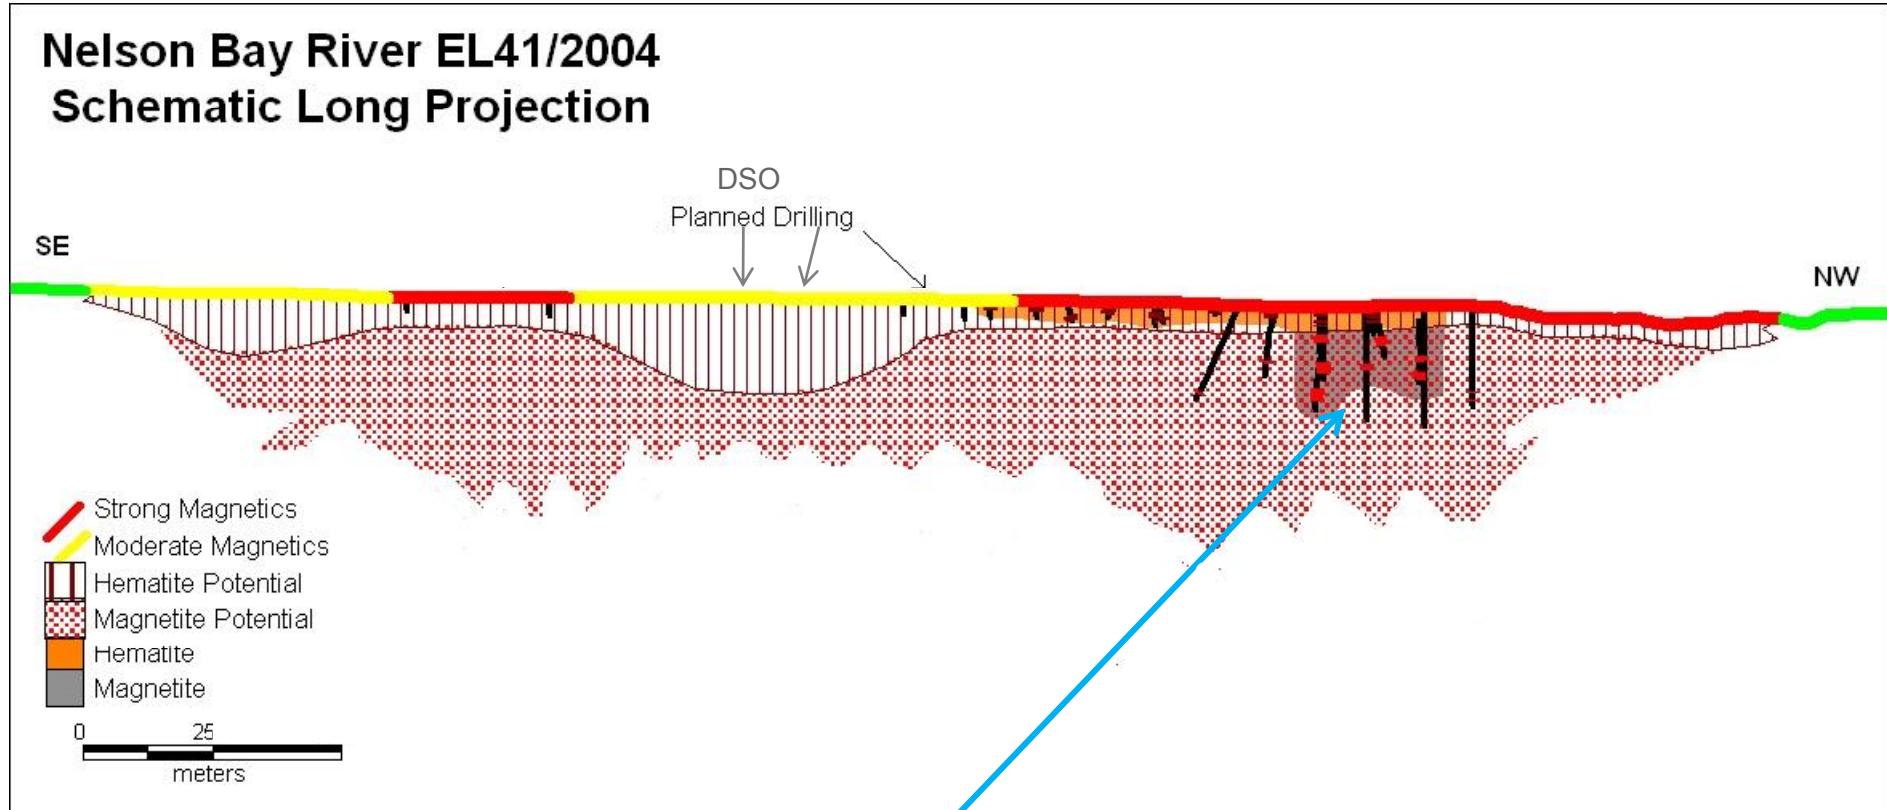 Nelson Bay River EL41/2004
Schematic Long Projection
DSO
Planned Drilling
SE
NW
Strong Magnetics
Moderate Magnetics
Hematite Potential
Magnetite Potential
Hematite
Magnetite
0 25
meters